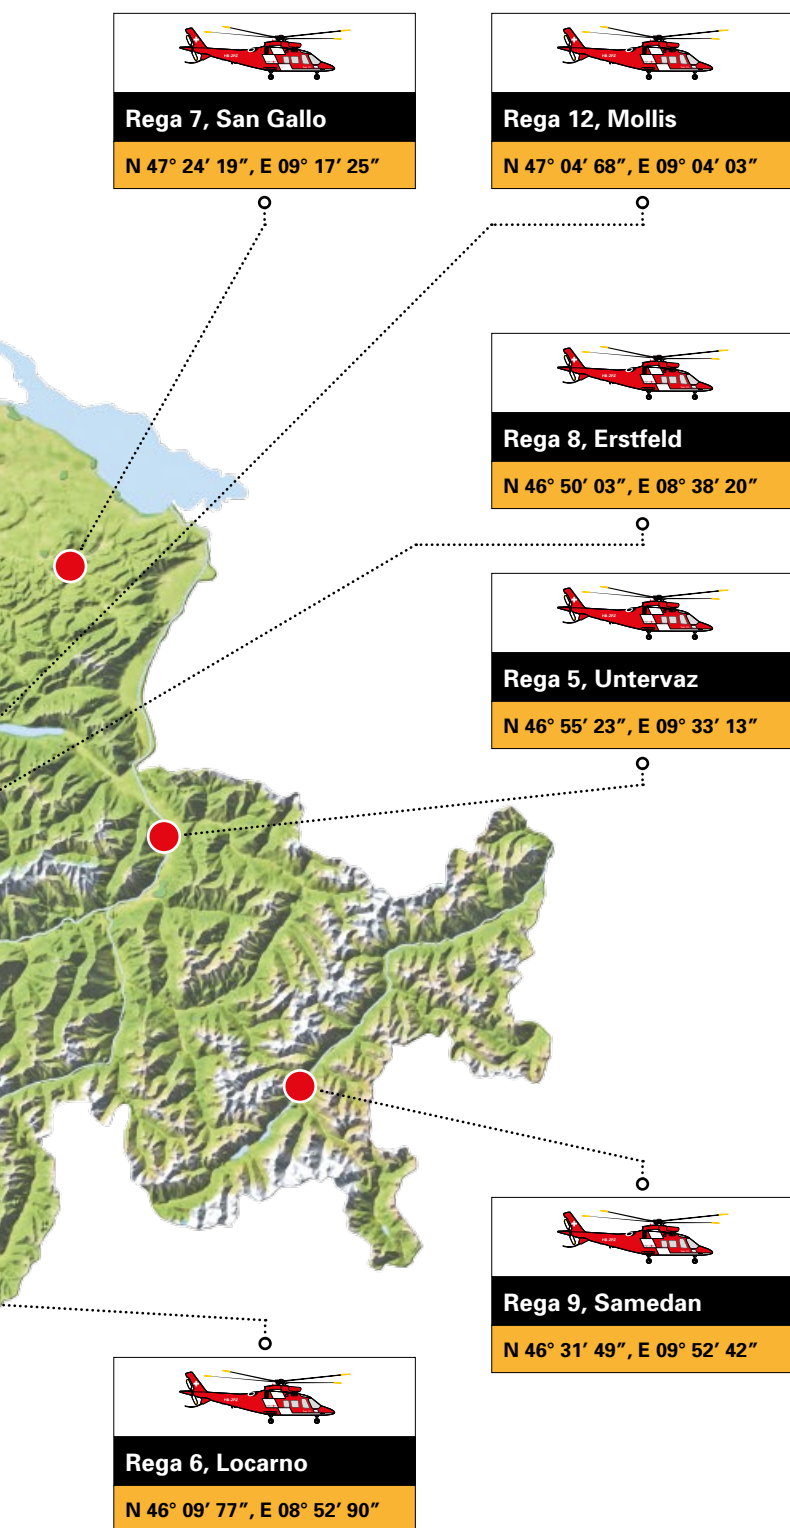 Rega 7, San Gallo
N 47° 24′ 19″, E 09° 17′ 25″
Rega 12, Mollis
N 47° 04′ 68″, E 09° 04′ 03″
Rega 8, Erstfeld
N 46° 50′ 03″, E 08° 38′ 20″
Rega 5, Untervaz
N 46° 55′ 23″, E 09° 33′ 13″
Rega 9, Samedan
N 46° 31′ 49″, E 09° 52′ 42″
Rega 6, Locarno
N 46° 09′ 77″, E 08° 52′ 90″